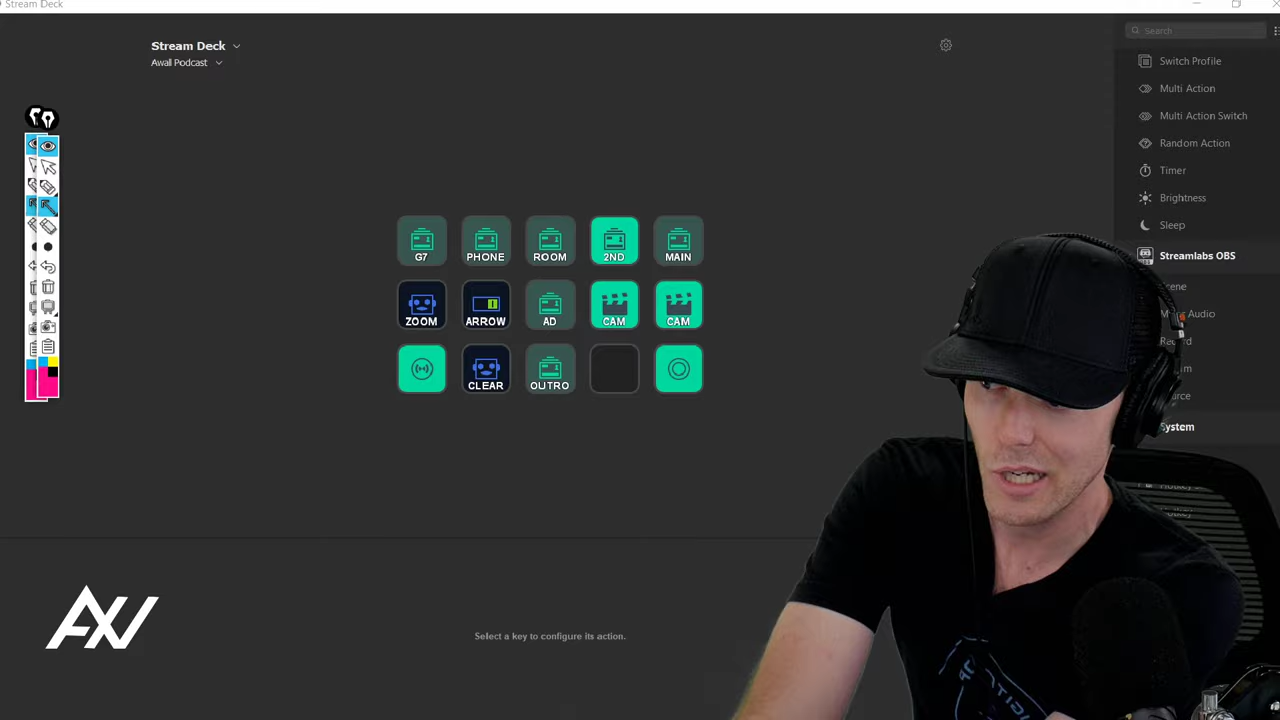 Stream Deck
Stream Deck
Awall Podcast
Search
Switch Profile
Multi Action
Multi Action Switch
Random Action
Timer
Brightness
Sleep
Streamlabs OBS
System
G7
PHONE
ROOM
2ND
MAIN
ZOOM
ARROW
AD
CAM
CAM
CLEAR
OUTRO
Select a key to configure its action.